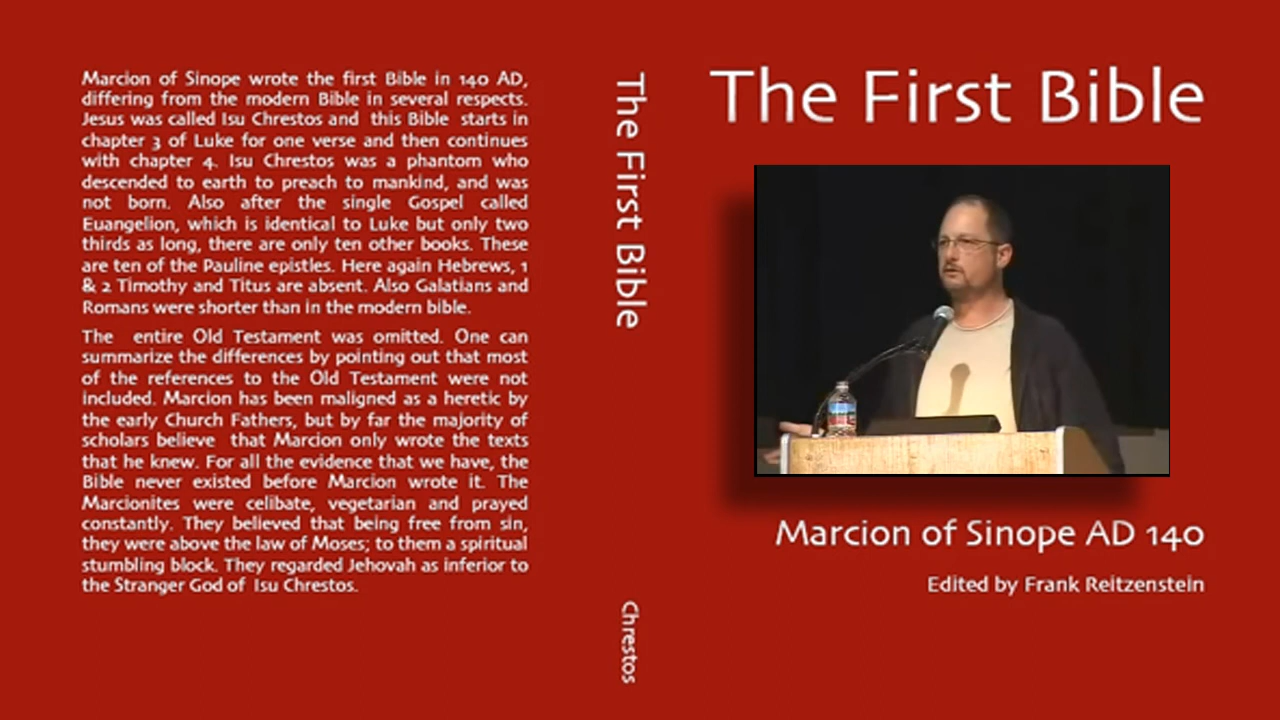 Marcion of Sinope wrote the first Bible in 140 AD,
differing from the modern Bible in several respects.
Jesus was called Isu Chrestos and this Bible starts in
chapter 3 of Luke for one verse and then continues
with chapter 4. Isu Chrestos was a phantom who
descended to earth to preach to mankind, and was
not born. Also after the single Gospel called
Euangelion, which is identical to Luke but only two
thirds as long, there are only ten other books. These
are ten of the Pauline epistles. Here again Hebrews, 1
& 2 Timothy and Titus are absent. Also Galatians and
Romans were shorter than in the modern bible.
The entire Old Testament was omitted. One can
summarize the differences by pointing out that most
of the references to the Old Testament were not
included. Marcion has been maligned as a heretic by
the early Church Fathers, but by far the majority of
scholars believe that Marcion only wrote the texts
that he knew. For all the evidence that we have, the
Bible never existed before Marcion wrote it. The
Marcionites were celibate, vegetarian and prayed
constantly. They believed that being free from sin,
they were above the law of Moses; to them a spiritual
stumbling block. They regarded Jehovah as inferior to
the Stranger God of Isu Chrestos.
The First Bible
Chrestos
The First Bible
Marcion of Sinope AD 140
Edited by Frank Reitzenstein